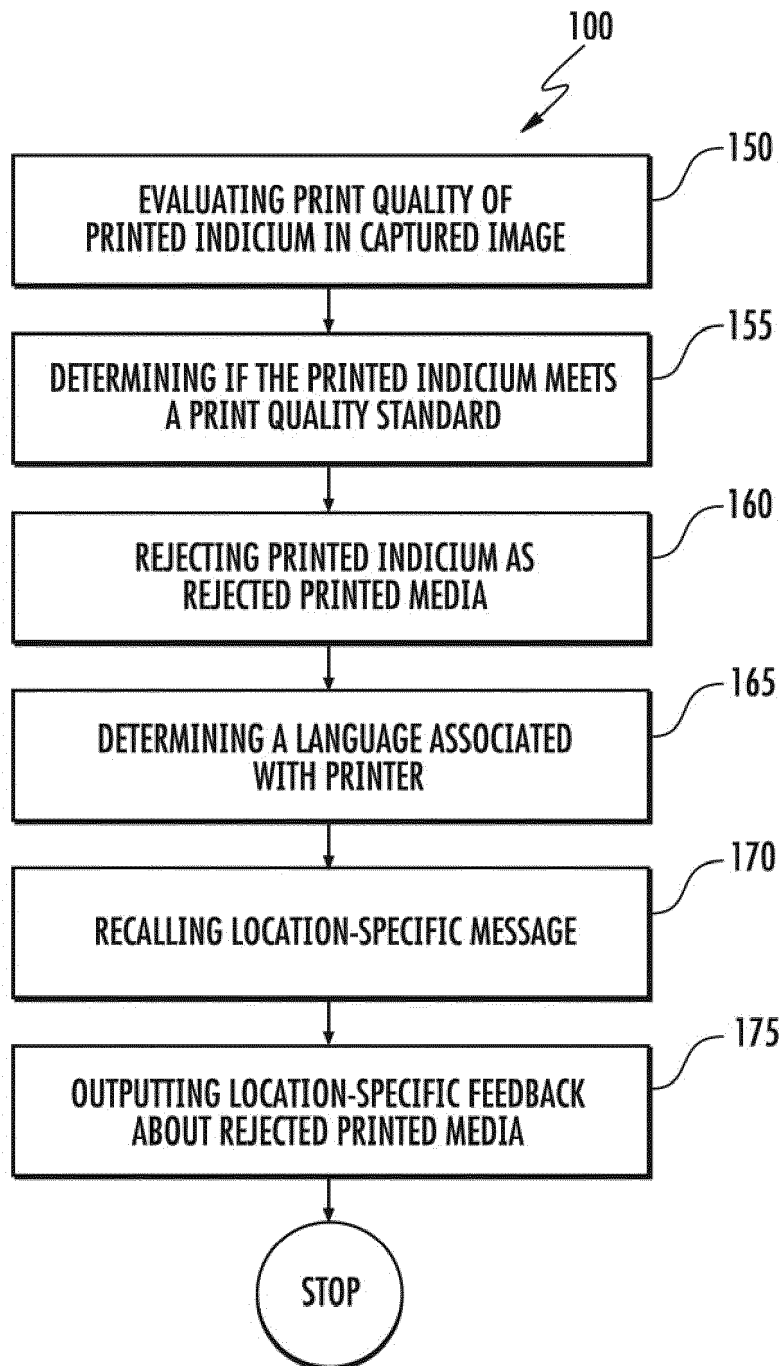 100
150
EVALUATING PRINT QUALITY OF
PRINTED INDICIUM IN CAPTURED IMAGE
155
DETERMINING IF THE PRINTED INDICIUM MEETS
A PRINT QUALITY STANDARD
160
REJECTING PRINTED INDICIUM AS
REJECTED PRINTED MEDIA
165
DETERMINING A LANGUAGE ASSOCIATED
WITH PRINTER
170
RECALLING LOCATION-SPECIFIC MESSAGE
175
OUTPUTTING LOCATION-SPECIFIC FEEDBACK
ABOUT REJECTED PRINTED MEDIA
STOP